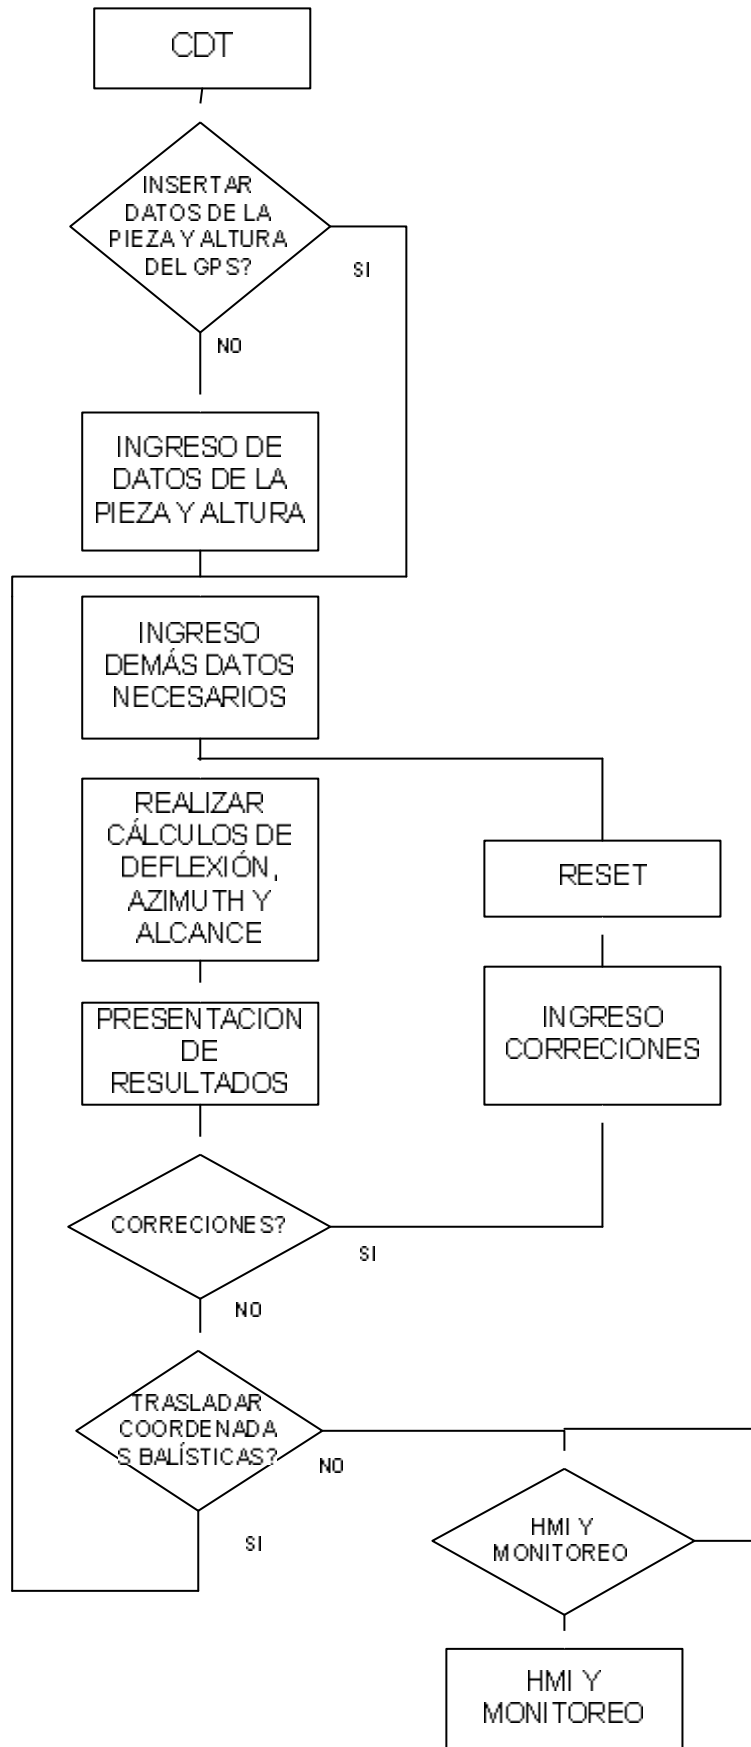 CDT
INSERTAR
DATOS DE LA
PIEZA Y ALTURA
DEL GPS?
SI
NO
INGRESO DE
DATOS DE LA
PIEZA Y ALTURA
INGRESO
DEMÁS DATOS
NECESARIOS
REALIZAR
CÁLCULOS DE
DEFLEXIÓN,
AZIMUTH Y
ALCANCE
RESET
PRESENTACION
DE
RESULTADOS
INGRESO
CORRECIONES
CORRECIONES?
SI
NO
TRASLADAR
COORDENADA
S BALÍSTICAS?
NO
SI
HMI Y
MONITOREO
HMI Y
MONITOREO